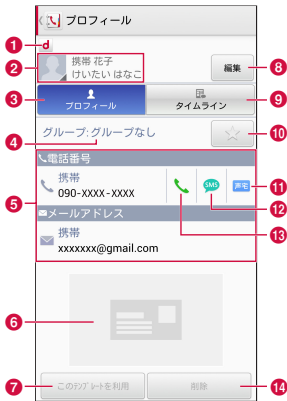 プロフィール
1
d
2
携帯 花子
けいたい はなこ
編集
8
3
プロフィール
タイムライン
9
グループ:グループなし
10
4
電話番号
5
携帯
090-XXXX-XXXX
SMS
声宅
11
12
メールアドレス
13
携帯
xxxxxxx@gmail.com
6
7
このテンプレートを利用
削除
14